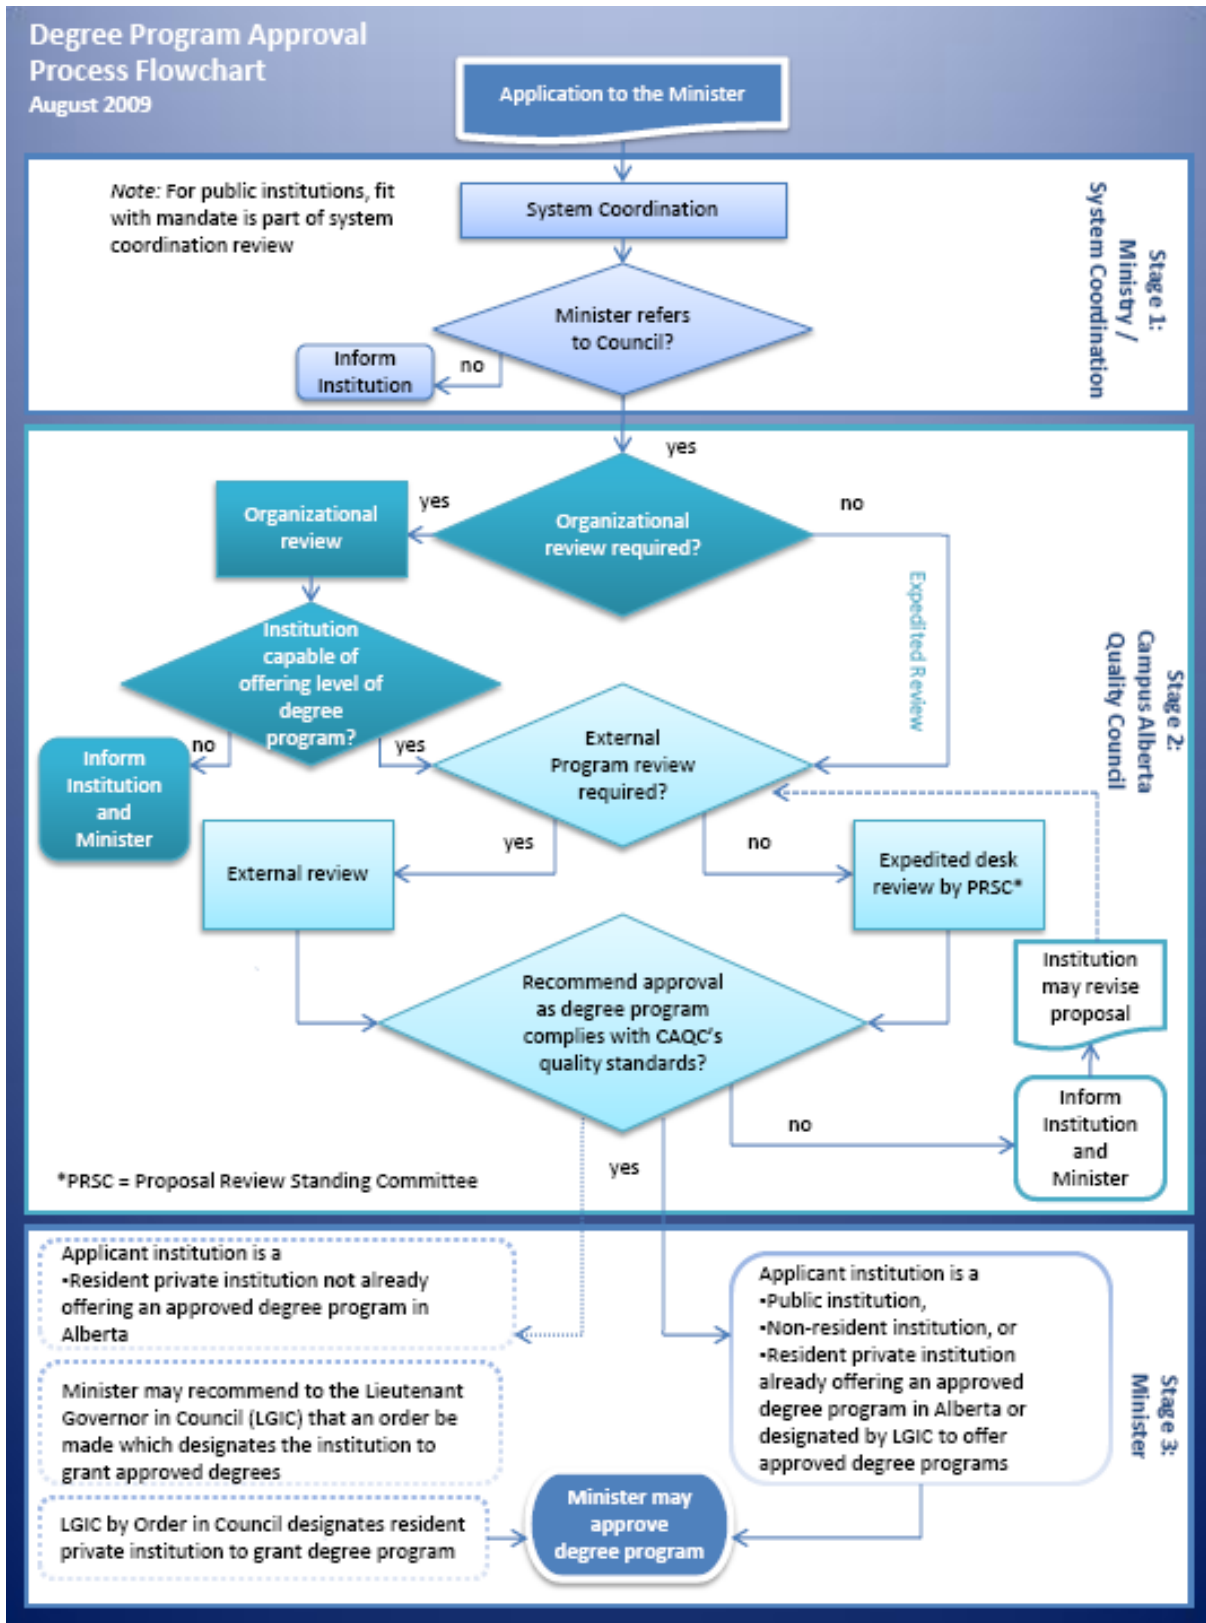 Degree Program Approval
Process Flowchart
August 2009
Application to the Minister
Note: For public institutions, fit
with mandate is part of system
coordination review
System Coordination
Stage 1:
Ministry /
System Coordination
Minister refers
to Council?
no
Inform
Institution
yes
Organizational
review required?
yes
no
Organizational
review
Expedited Review
Stage 2:
Campus Alberta
Quality Council
Institution
capable of
offering level of
degree
program?
no
yes
Inform
Institution
and
Minister
External
Program review
required?
yes
no
External review
Expedited desk
review by PRSC*
Institution
may revise
proposal
Recommend approval
as degree program
complies with CAQC's
quality standards?
no
Inform
Institution
and
Minister
yes
*PRSC = Proposal Review Standing Committee
Applicant institution is a
•Resident private institution not already
offering an approved degree program in
Alberta
Minister may recommend to the Lieutenant
Governor in Council (LGIC) that an order be
made which designates the institution to
grant approved degrees
LGIC by Order in Council designates resident
private institution to grant degree program
Applicant institution is a
•Public institution,
•Non-resident institution, or
•Resident private institution
already offering an approved
degree program in Alberta or
designated by LGIC to offer
approved degree programs
Stage 3:
Minister
Minister may
approve
degree program